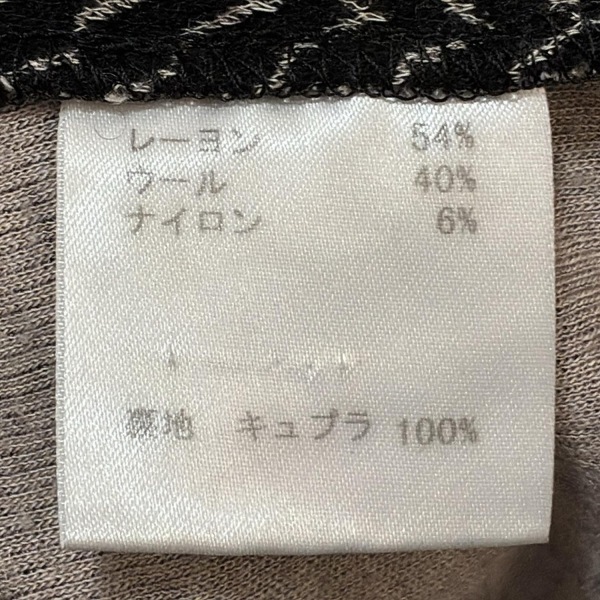 レーヨン 54%
ウール 40%
ナイロン 6%
裏地 キュプラ 100%